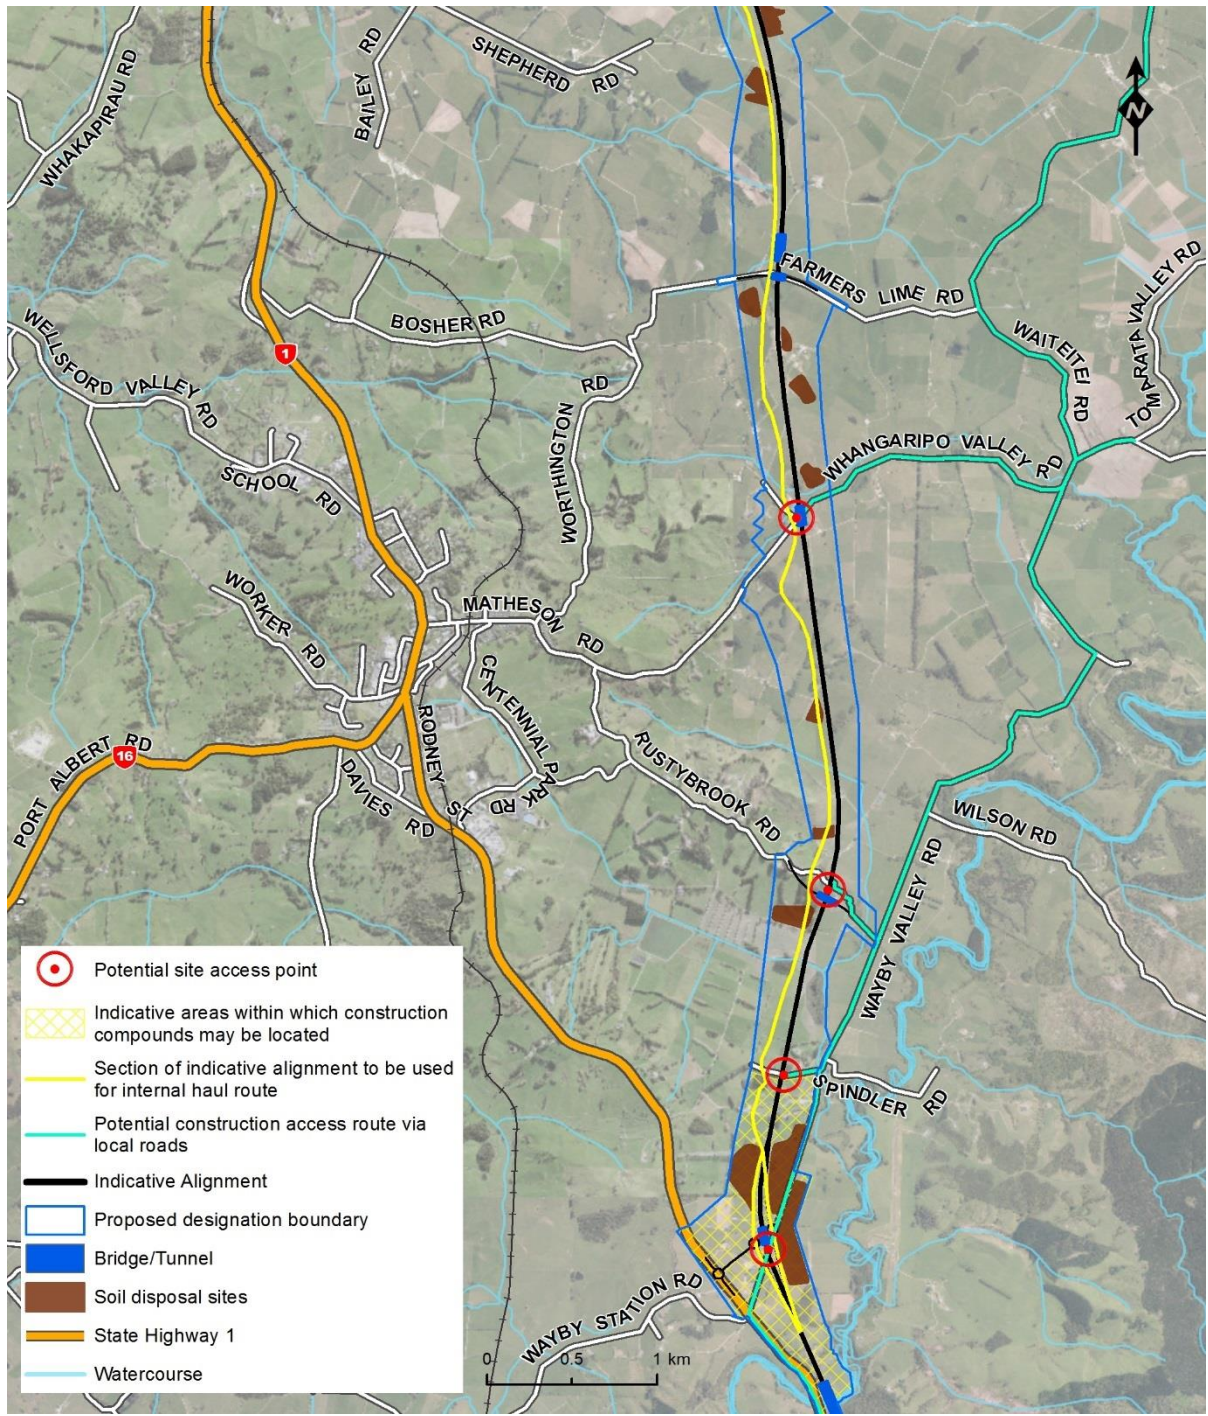 WHAKAPIRAU RD
BAILEY RD
SHEPHERD RD
N
FARMERS LIME RD
BOSHER RD
WAITEITEI RD
TOMARATA VALLEY RD
1
WELLSFORD VALLEY RD
WORTHINGTON RD
WHANGARIPO VALLEY RD
SCHOOL RD
WORKER RD
MATHESON RD
CENTENNIAL PARK RD
RODNEY ST
PORT ALBERT RD
16
DAVIES RD
RUSTYBROOK RD
WILSON RD
WAYBY VALLEY RD
SPINDLER RD
WAYBY STATION RD
Potential site access point
Indicative areas within which construction
compounds may be located
Section of indicative alignment to be used
for internal haul route
Potential construction access route via
local roads
Indicative Alignment
Proposed designation boundary
Bridge/Tunnel
Soil disposal sites
State Highway 1
Watercourse
0 0.5 1 km